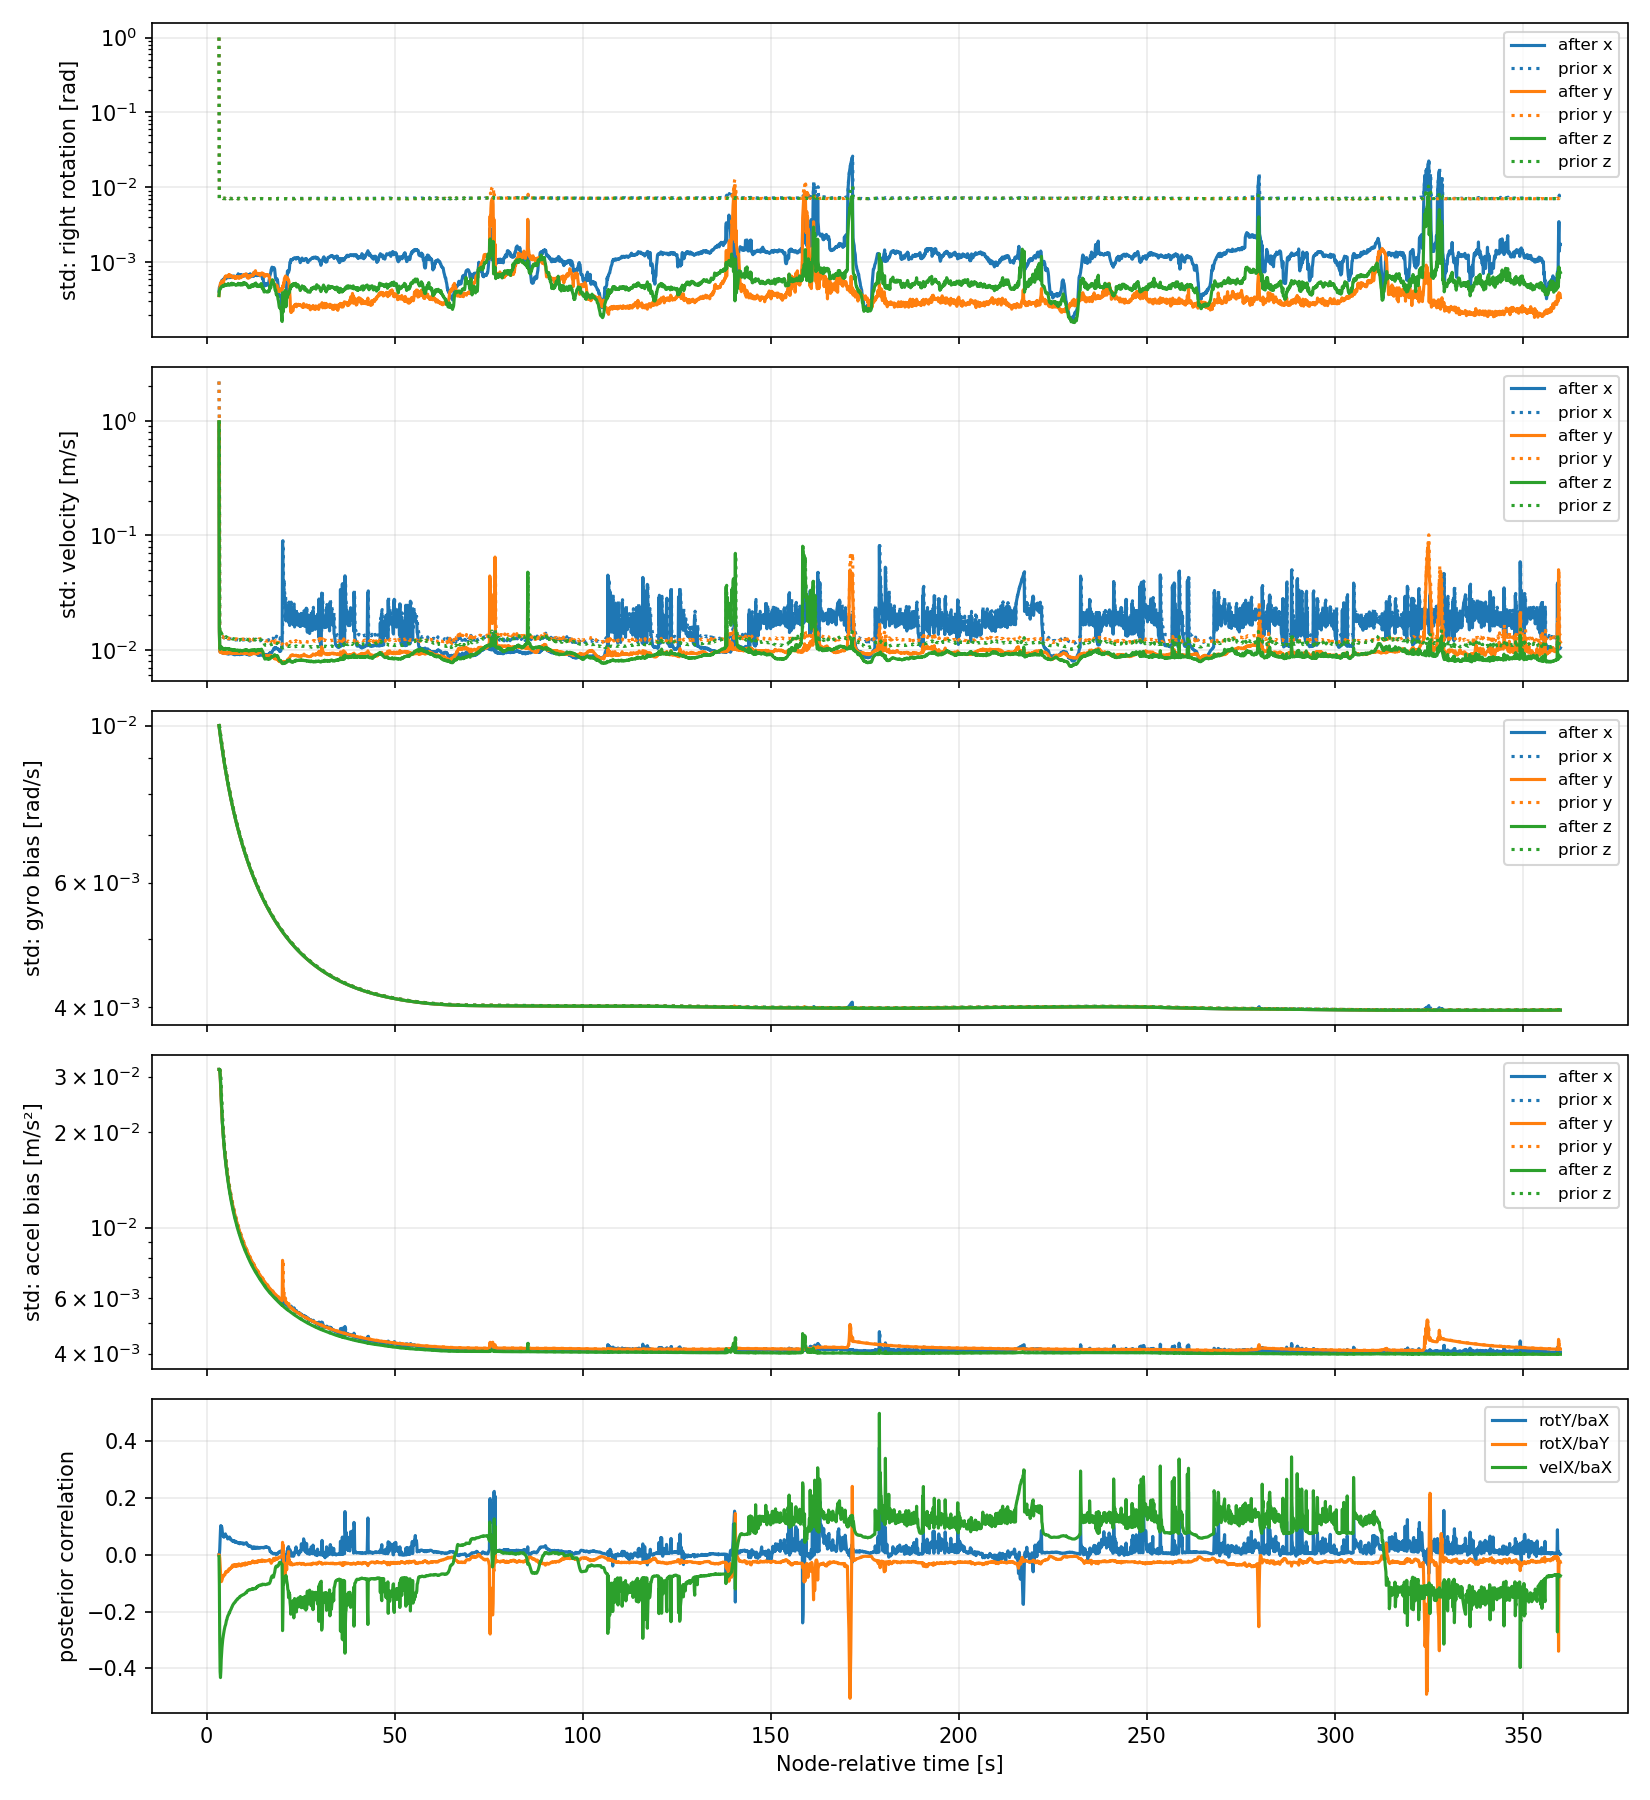 std: right rotation [rad]
10⁰
10⁻¹
10⁻²
10⁻³
after x
prior x
after y
prior y
after z
prior z
std: velocity [m/s]
10⁰
10⁻¹
10⁻²
after x
prior x
after y
prior y
after z
prior z
std: gyro bias [rad/s]
10⁻²
6 × 10⁻³
4 × 10⁻³
after x
prior x
after y
prior y
after z
prior z
std: accel bias [m/s²]
3 × 10⁻²
2 × 10⁻²
10⁻²
6 × 10⁻³
4 × 10⁻³
after x
prior x
after y
prior y
after z
prior z
posterior correlation
0.4
0.2
0.0
−0.2
−0.4
rotY/baX
rotX/baY
velX/baX
0 50 100 150 200 250 300 350
Node-relative time [s]